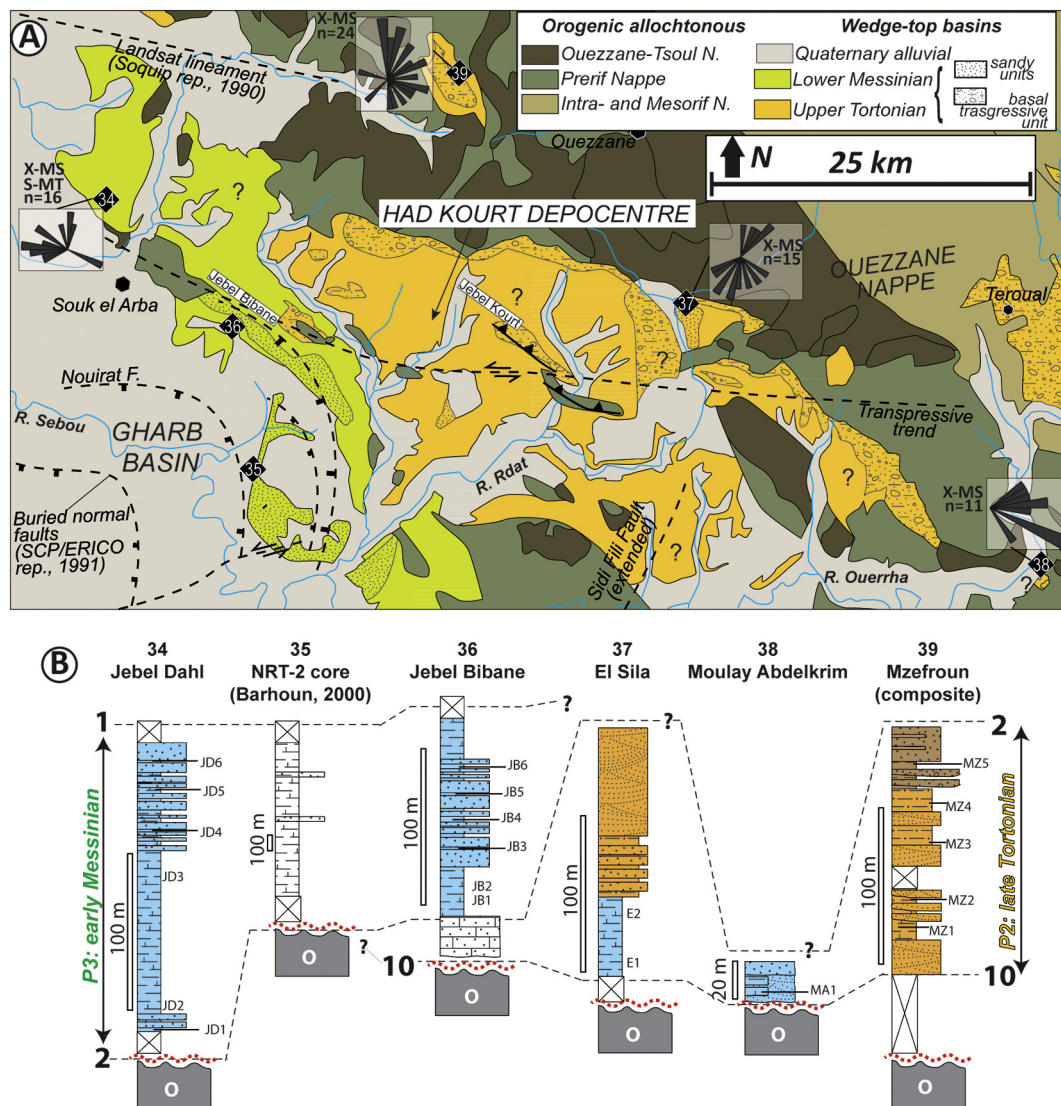 A
X-MS
n=24
Landsat lineament
(Soquip rep., 1990)
39
Orogenic allochtonous
Ouezzane-Tsoul N.
Prerif Nappe
Intra- and Mesorif N.
Wedge-top basins
Quaternary alluvial
Lower Messinian
Upper Tortonian
sandy
units
basal
trasgressive
unit
Ouezzane
N
25 km
X-MS
S-MT
n=16
34
?
HAD KOURT DEPOCENTRE
X-MS
n=15
OUEZZANE
NAPPE
Teroual
Souk el Arba
Jebel Bibane
36
?
Jebel Kourt
37
?
Nouirat F.
R. Sebou
GHARB
BASIN
35
Transpressive
trend
R. Rdat
?
X-MS
n=11
Buried normal
faults
(SCP/ERICO
rep., 1991)
Sidi Fili Fault
(extended)
?
R. Ouerrha
38
?
B
34
Jebel Dahl
35
NRT-2 core
(Barhoun, 2000)
36
Jebel Bibane
37
El Sila
38
Moulay Abdelkrim
39
Mzefroun
(composite)
1
?
?
2
P3: early Messinian
JD6
JD5
JD4
JD3
JD2
JD1
100 m
2
O
100 m
O
?
10
100 m
JB6
JB5
JB4
JB3
JB2
JB1
O
100 m
E2
E1
O
?
20 m
MA1
O
100 m
MZ5
MZ4
MZ3
MZ2
MZ1
10
O
P2: late Tortonian